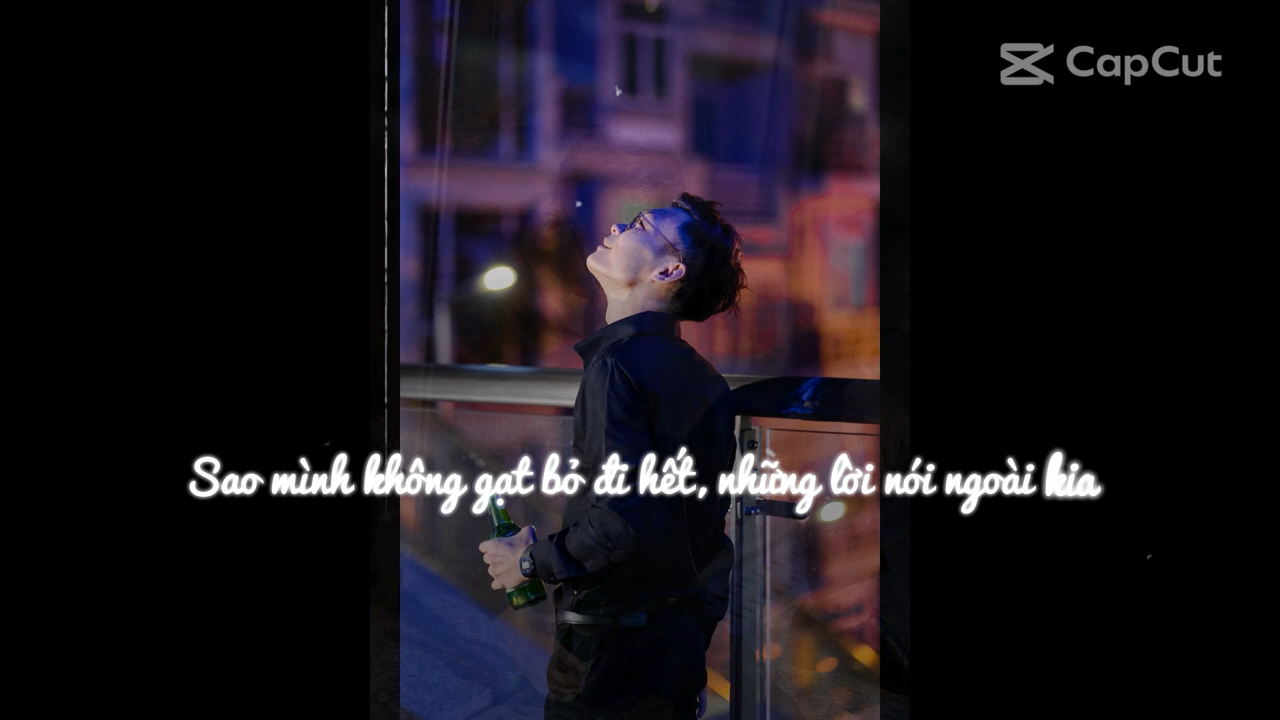 CapCut
Sao mình không gạt bỏ đi hết, những lời nói ngoài kia